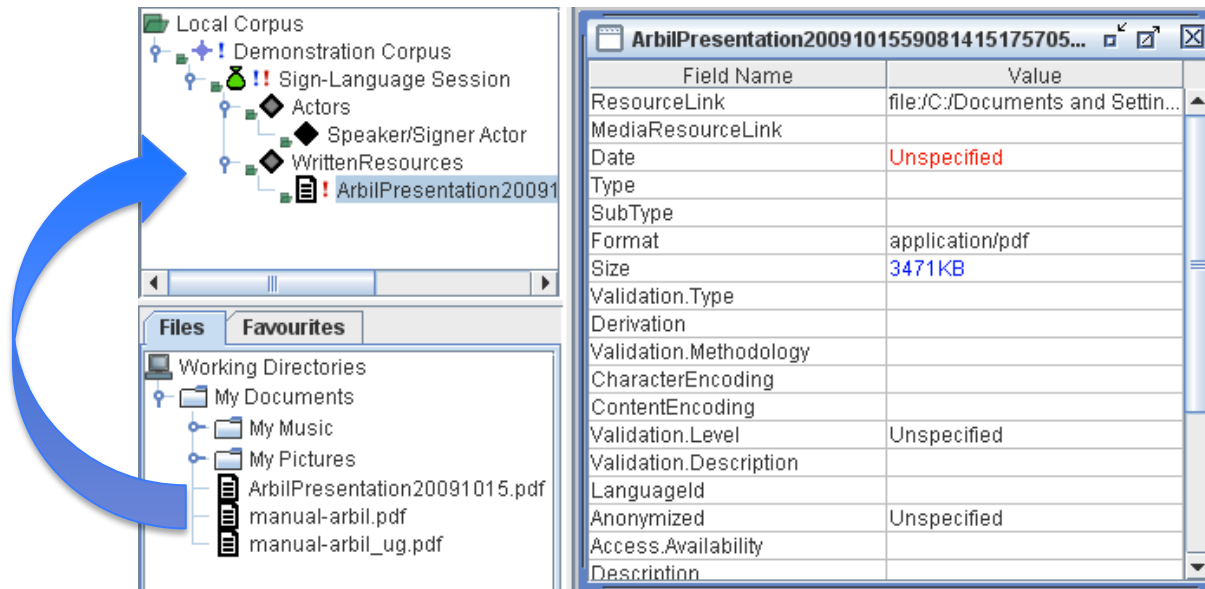 Local Corpus
! Demonstration Corpus
!! Sign-Language Session
Actors
Speaker/Signer Actor
WrittenResources
! ArbilPresentation20091
Files Favourites
Working Directories
My Documents
My Music
My Pictures
ArbilPresentation20091015.pdf
manual-arbil.pdf
manual-arbil_ug.pdf
ArbilPresentation2009101559081415175705...
Field Name Value
ResourceLink file:/C:/Documents and Settin...
MediaResourceLink
Date Unspecified
Type
SubType
Format application/pdf
Size 3471KB
Validation.Type
Derivation
Validation.Methodology
CharacterEncoding
ContentEncoding
Validation.Level Unspecified
Validation.Description
LanguageId
Anonymized Unspecified
Access.Availability
Description